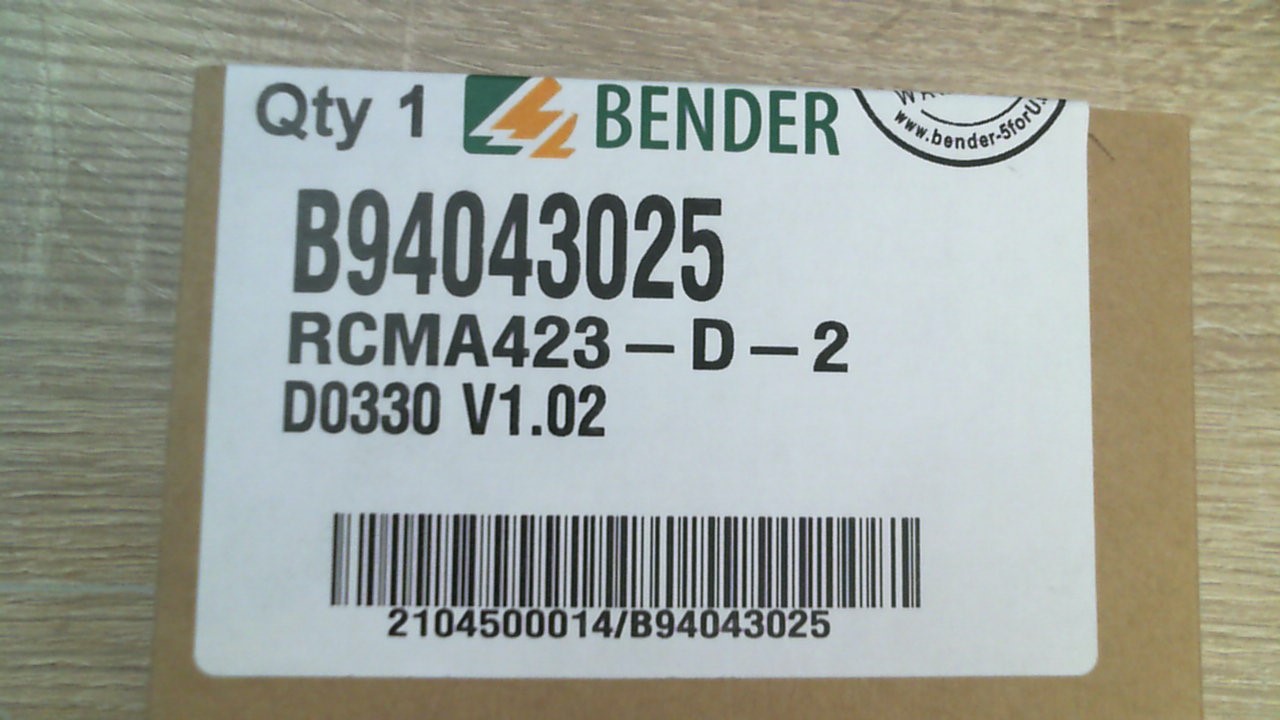 Qty 1 BENDER
www.bender-5forU.
B94043025
RCMA423-D-2
D0330 V1.02
2104500014/B94043025